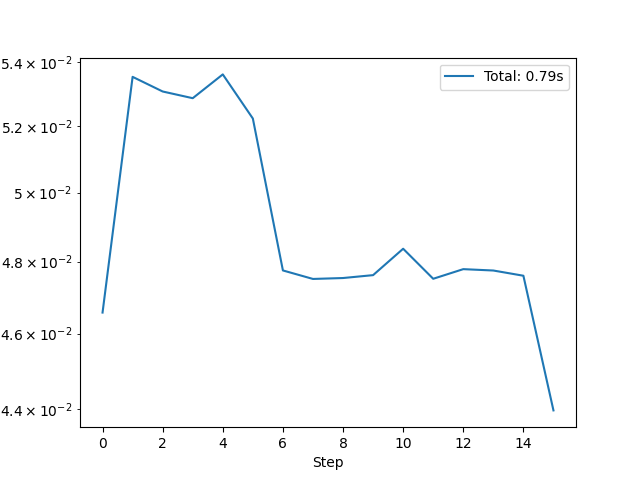 5.4 × 10⁻²
5.2 × 10⁻²
5 × 10⁻²
4.8 × 10⁻²
4.6 × 10⁻²
4.4 × 10⁻²
Total: 0.79s
0 2 4 6 8 10 12 14
Step